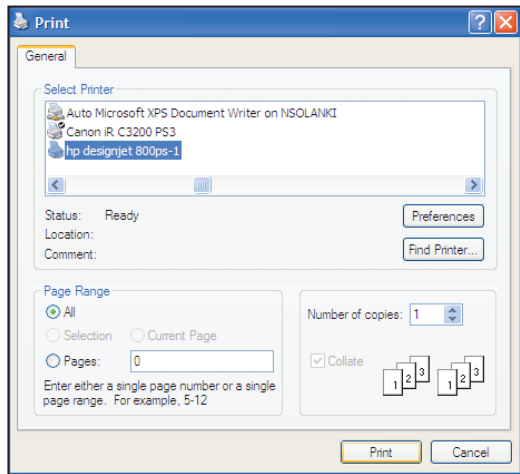 Print
General
Select Printer
Auto Microsoft XPS Document Writer on NSOLANKI
Canon iR C3200 PS3
hp designjet 800ps-1
Status: Ready
Preferences
Location:
Comment:
Find Printer...
Page Range
All
Selection Current Page
Pages: 0
Enter either a single page number or a single
page range. For example, 5-12
Number of copies: 1
Collate
1 2 3 1 2 3
Print Cancel